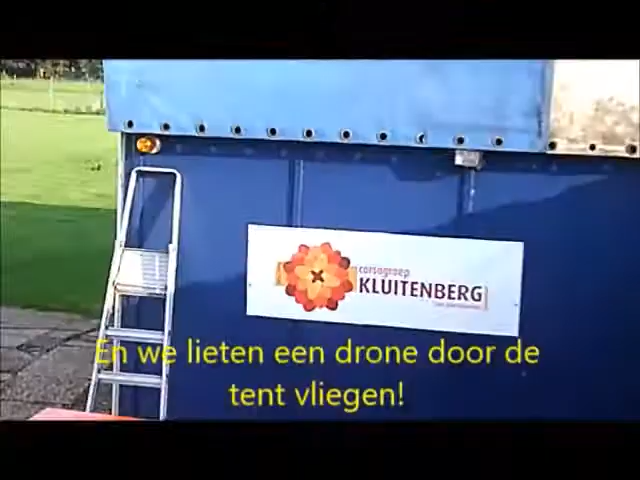 corsogroep
KLUITENBERG
En we lieten een drone door de
tent vliegen!